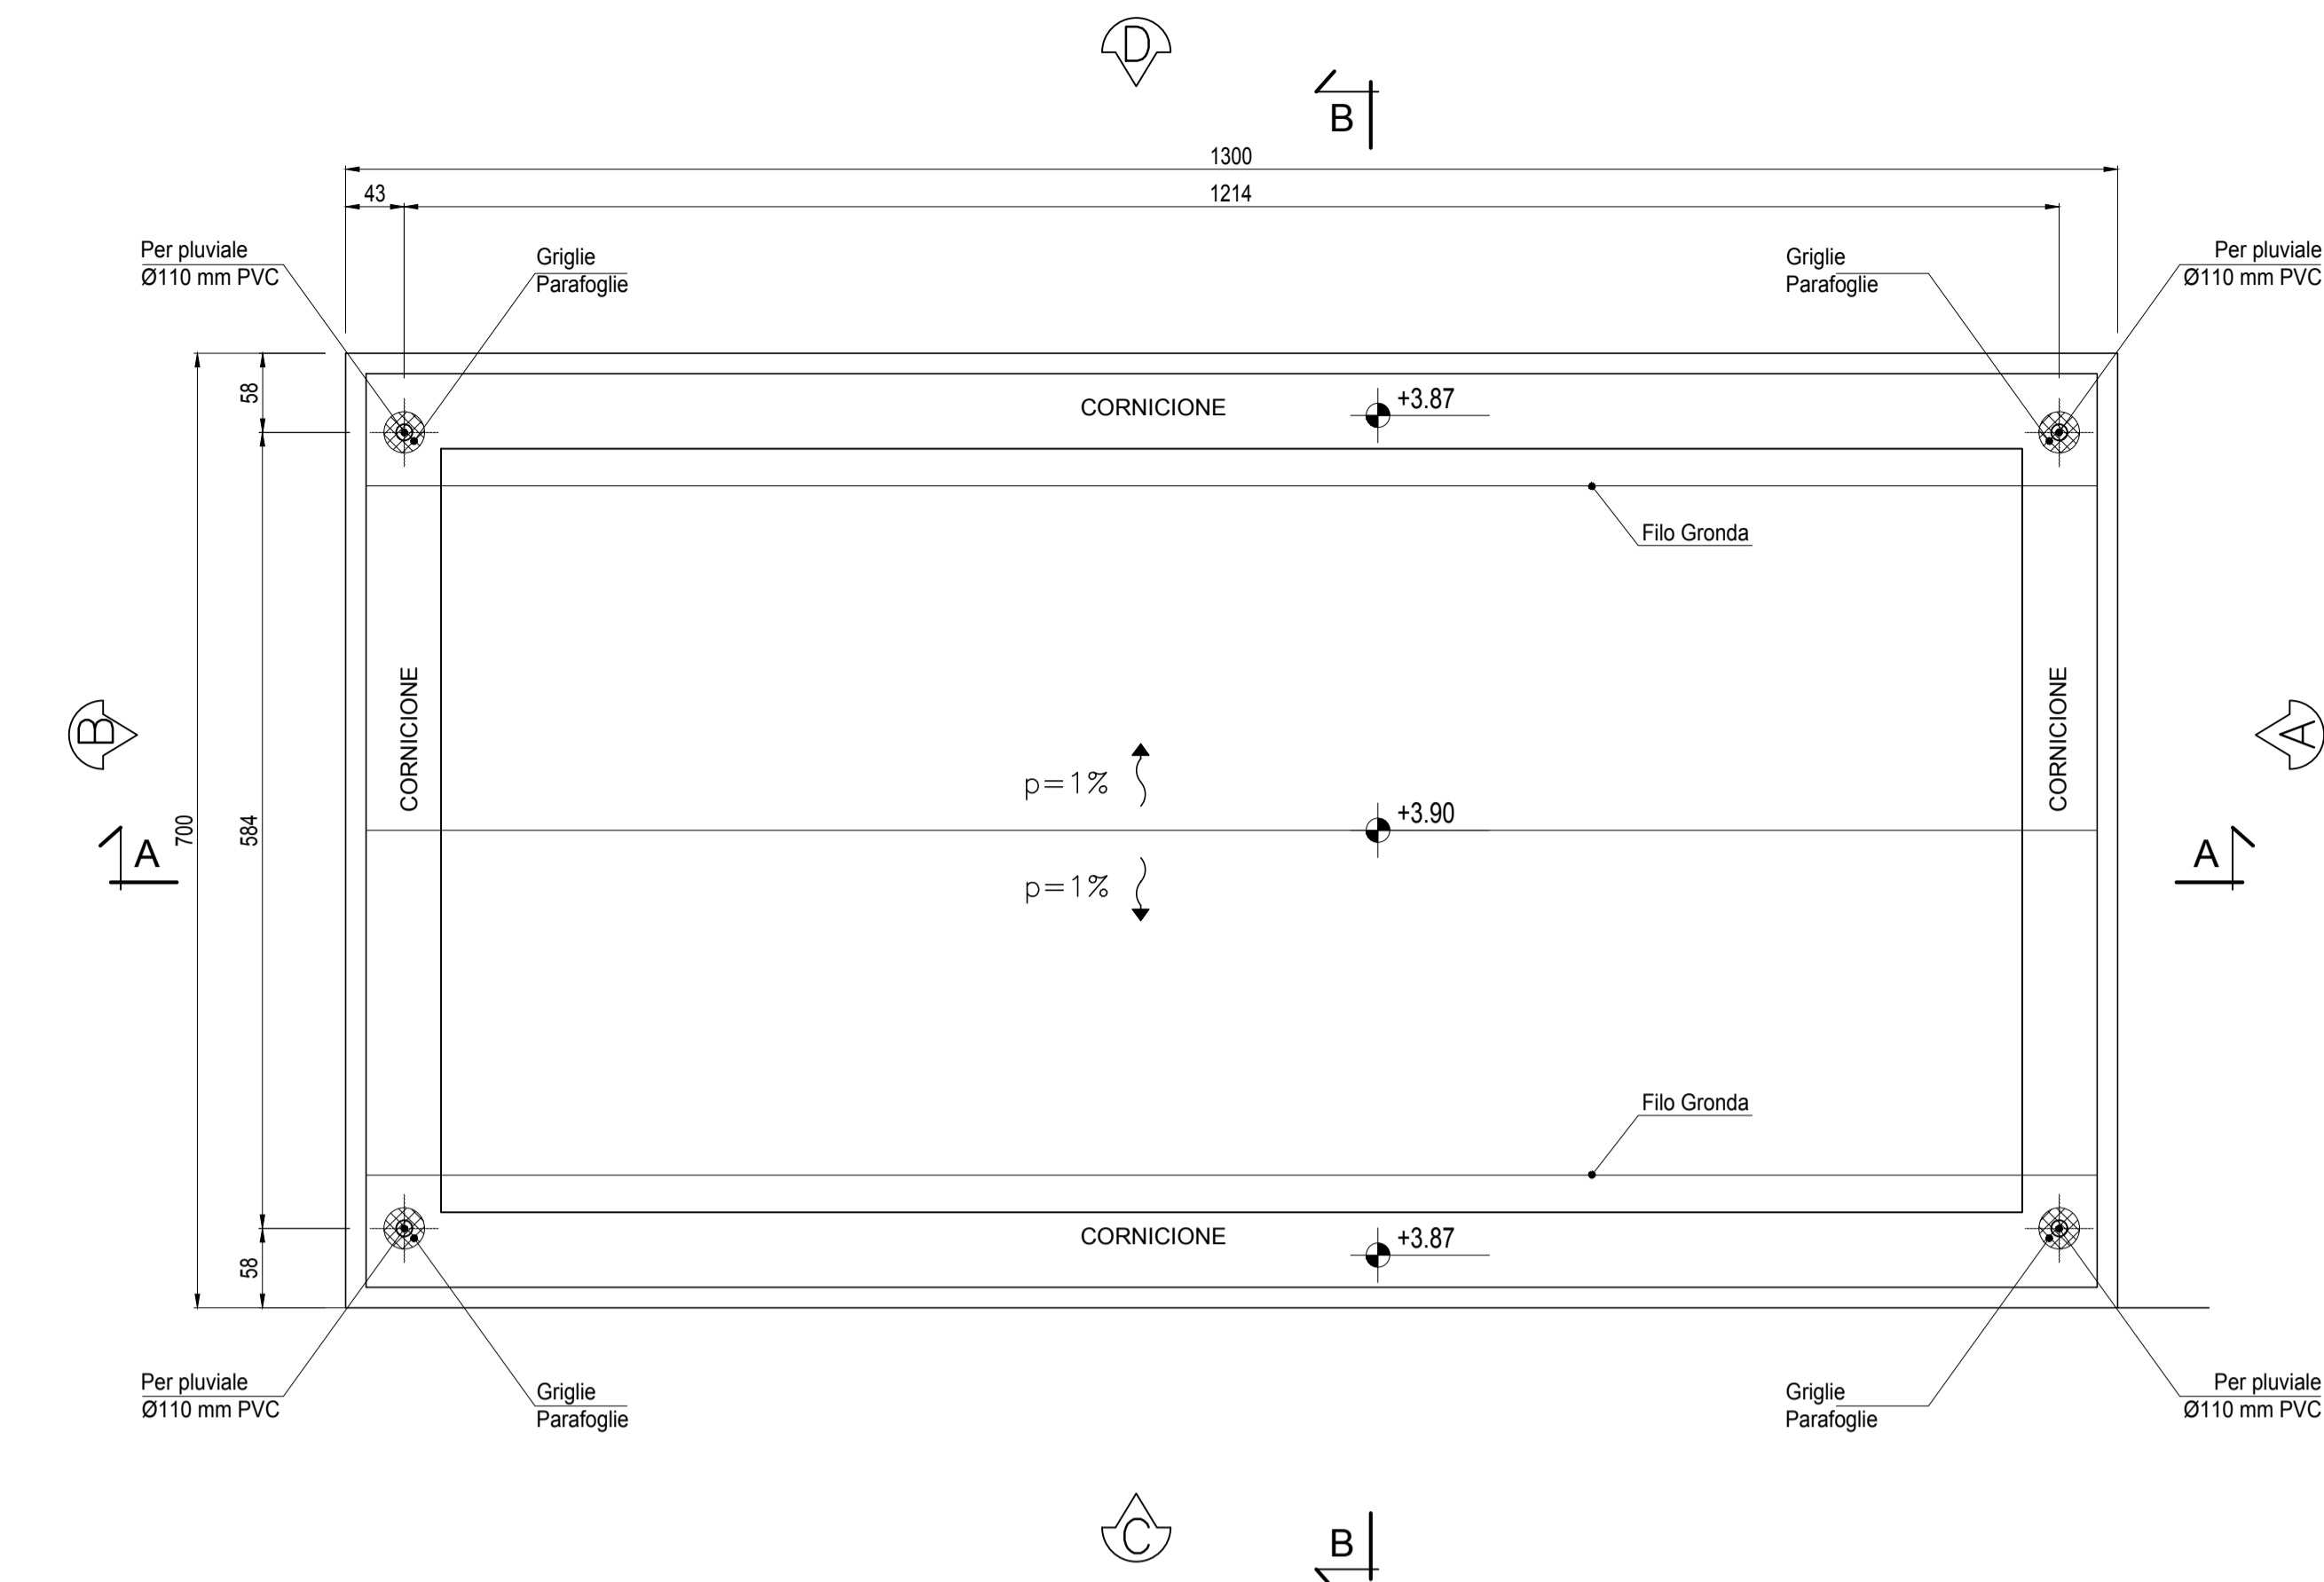 D
B
1300
43
1214
Per pluviale
Ø110 mm PVC
Griglie
Parafoglie
Griglie
Parafoglie
Per pluviale
Ø110 mm PVC
58
CORNICIONE
+3.87
Filo Gronda
CORNICIONE
CORNICIONE
B
A
p=1%
700
584
+3.90
A
A
p=1%
Filo Gronda
CORNICIONE
+3.87
58
Per pluviale
Ø110 mm PVC
Griglie
Parafoglie
Griglie
Parafoglie
Per pluviale
Ø110 mm PVC
C
B